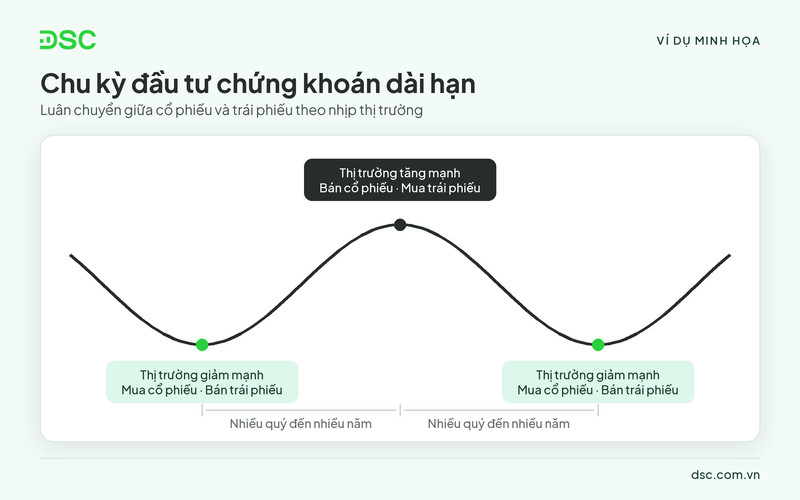 DSC
VÍ DỤ MINH HỌA
Chu kỳ đầu tư chứng khoán dài hạn
Luân chuyển giữa cổ phiếu và trái phiếu theo nhịp thị trường
Thị trường tăng mạnh
Bán cổ phiếu · Mua trái phiếu
Thị trường giảm mạnh
Mua cổ phiếu · Bán trái phiếu
Thị trường giảm mạnh
Mua cổ phiếu · Bán trái phiếu
Nhiều quý đến nhiều năm
Nhiều quý đến nhiều năm
dsc.com.vn